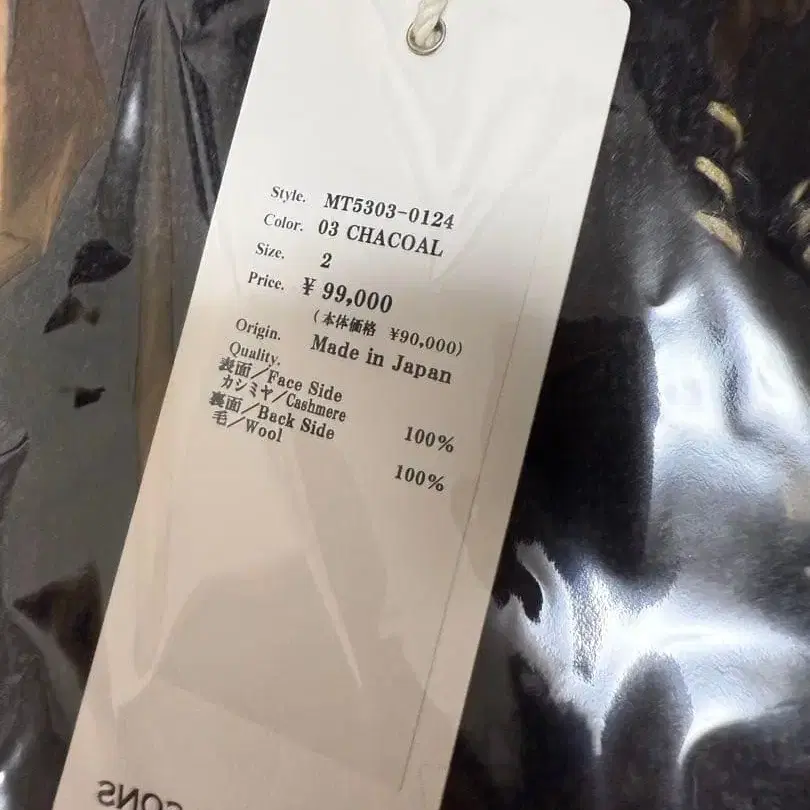 Style. MT5303-0124
Color. 03 CHACOAL
Size. 2
Price. ¥ 99,000
(本体価格 ¥90,000)
Origin. Made in Japan
Quality.
表面/Face Side
カシミヤ/Cashmere 100%
裏面/Back Side
毛/Wool 100%
SONS